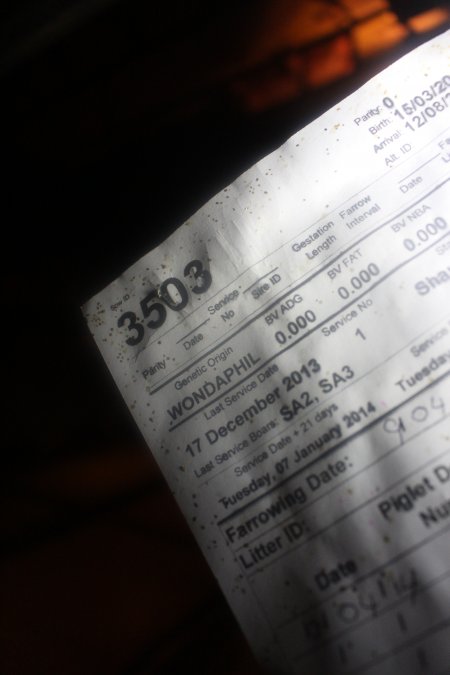 Sow ID
3503
Parity: 0
Birth: 15/03/20
Arrival 12/08/
Alt. ID
Parity Date Service No Sire ID Gestation Length Farrow Interval Date
Genetic Origin BV ADG BV FAT BV NBA
WONDAPHIL 0.000 0.000 0.000
Last Service Date Service No
17 December 2013 1
Last Service Boars: SA2, SA3
Service Date + 21 days Service
Tuesday, 07 January 2014 Tuesday
Farrowing Date:
Litter ID: Piglet D
Date Nu